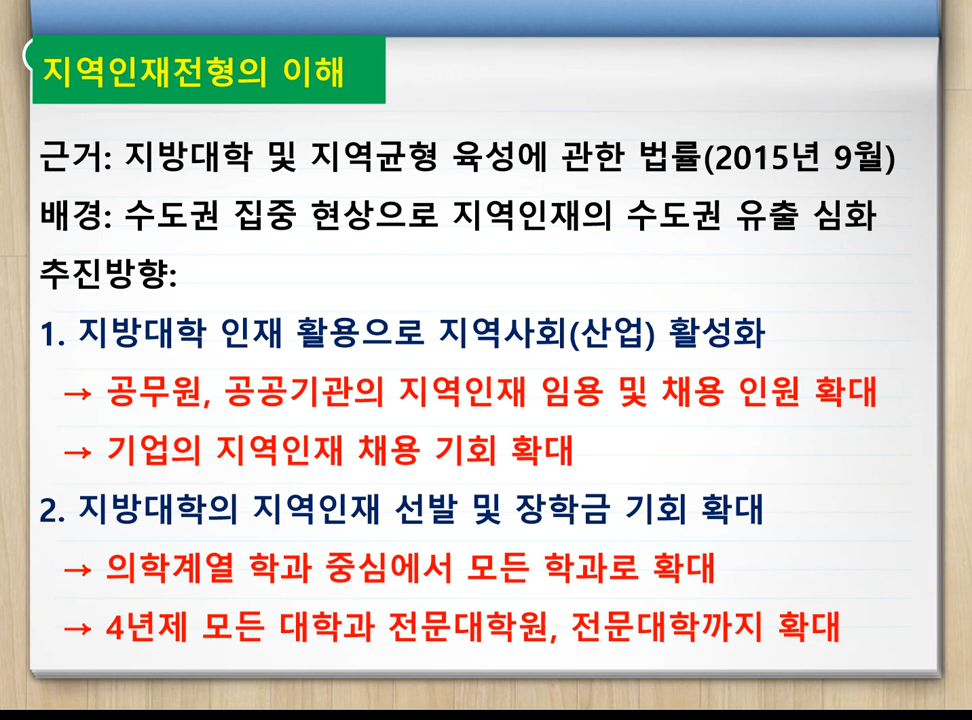 지역인재전형의 이해
근거: 지방대학 및 지역균형 육성에 관한 법률(2015년 9월)
배경: 수도권 집중 현상으로 지역인재의 수도권 유출 심화
추진방향:
1. 지방대학 인재 활용으로 지역사회(산업) 활성화
→ 공무원, 공공기관의 지역인재 임용 및 채용 인원 확대
→ 기업의 지역인재 채용 기회 확대
2. 지방대학의 지역인재 선발 및 장학금 기회 확대
→ 의학계열 학과 중심에서 모든 학과로 확대
→ 4년제 모든 대학과 전문대학원, 전문대학까지 확대